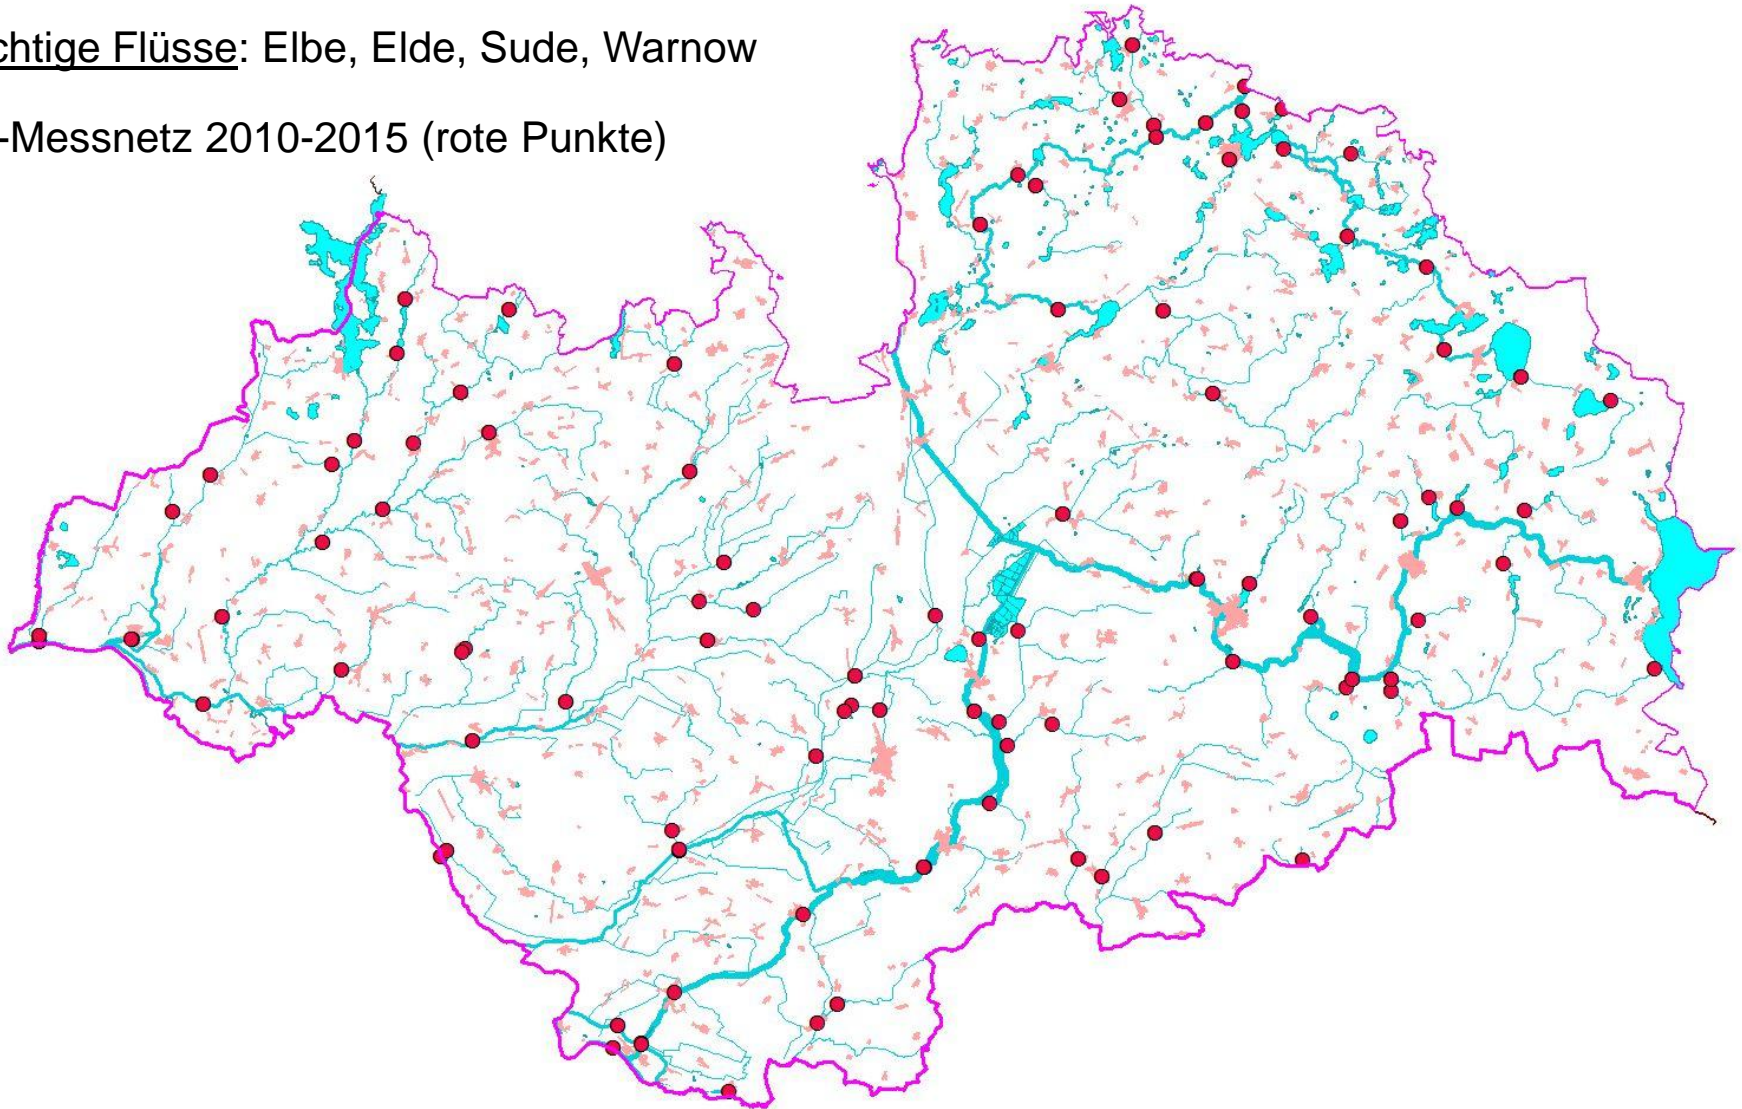 chtige Flüsse: Elbe, Elde, Sude, Warnow
-Messnetz 2010-2015 (rote Punkte)